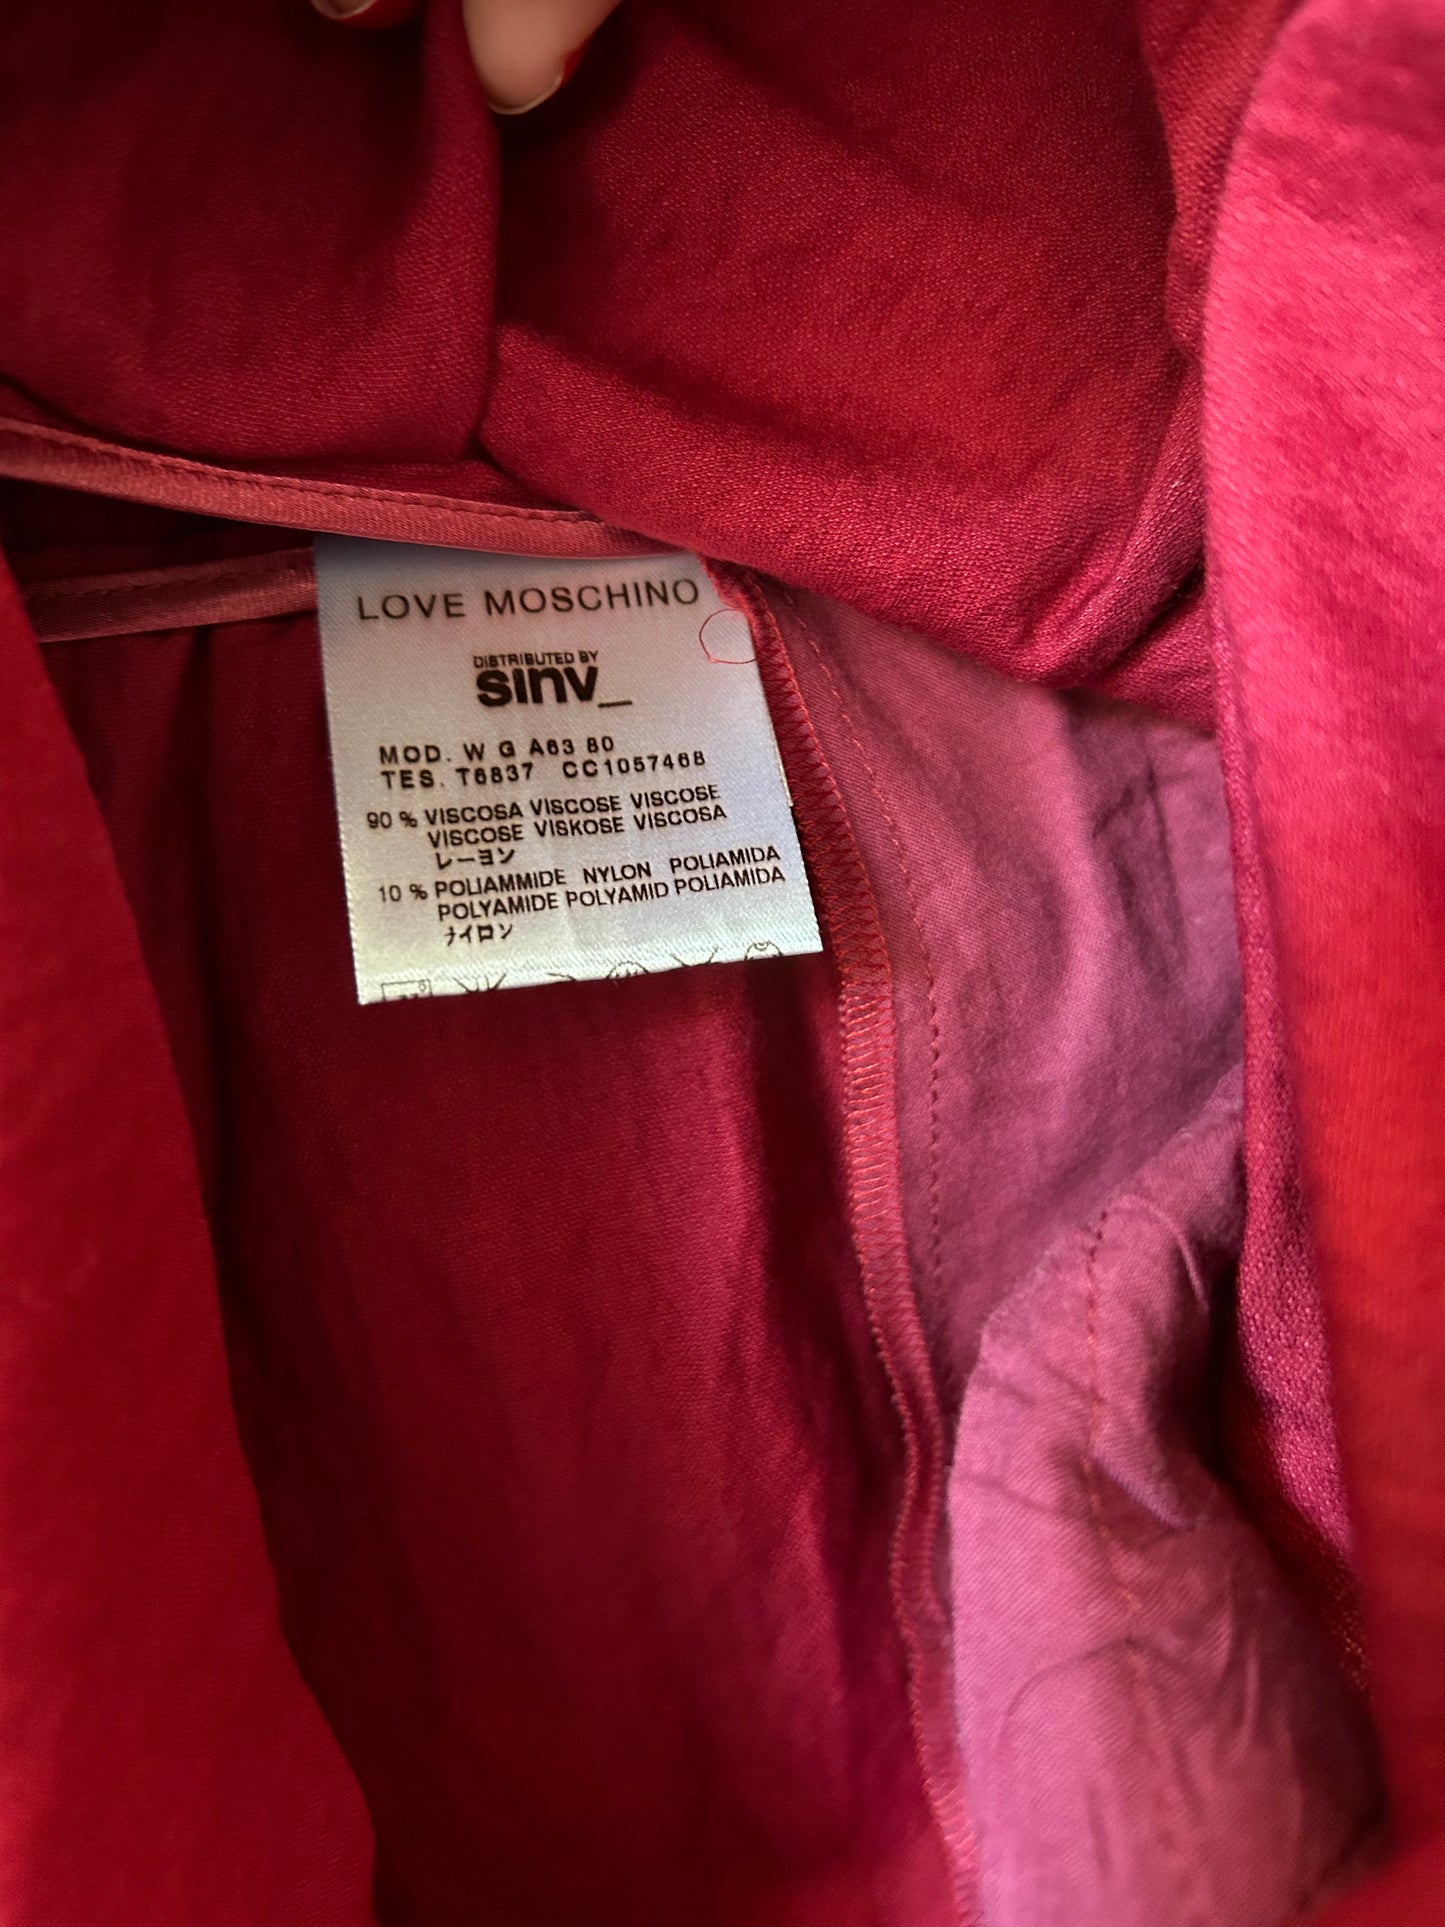 LOVE MOSCHINO
DISTRIBUTED BY
sinv_
MOD. W G A63 80
TES. T6837 CC1057468
90 % VISCOSA VISCOSE VISCOSE
VISCOSE VISKOSE VISCOSA
レーヨン
10 % POLIAMMIDE NYLON POLIAMIDA
POLYAMIDE POLYAMID POLIAMIDA
ナイロン